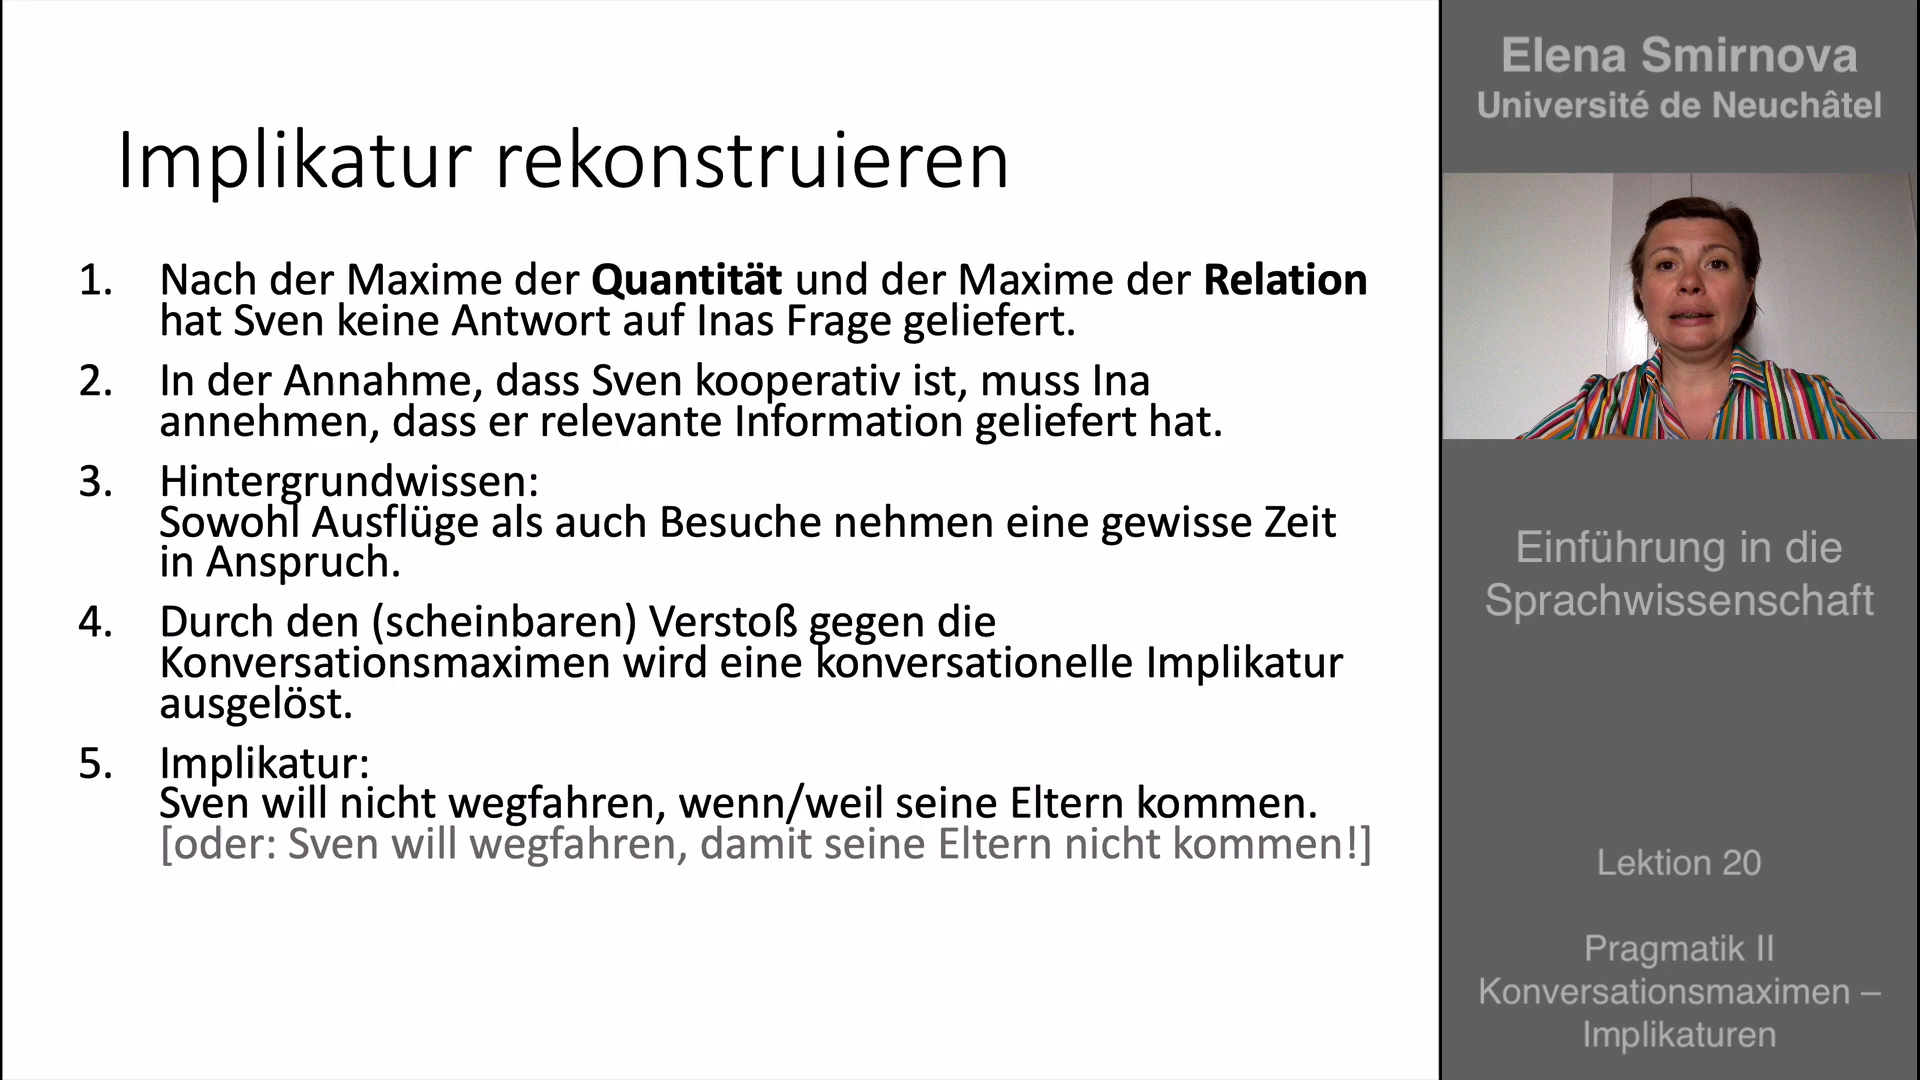 Implikatur rekonstruieren
1. Nach der Maxime der Quantität und der Maxime der Relation
hat Sven keine Antwort auf Inas Frage geliefert.
2. In der Annahme, dass Sven kooperativ ist, muss Ina
annehmen, dass er relevante Information geliefert hat.
3. Hintergrundwissen:
Sowohl Ausflüge als auch Besuche nehmen eine gewisse Zeit
in Anspruch.
4. Durch den (scheinbaren) Verstoß gegen die
Konversationsmaximen wird eine konversationelle Implikatur
ausgelöst.
5. Implikatur:
Sven will nicht wegfahren, wenn/weil seine Eltern kommen.
[oder: Sven will wegfahren, damit seine Eltern nicht kommen!]
Elena Smirnova
Université de Neuchâtel
Einführung in die
Sprachwissenschaft
Lektion 20
Pragmatik II
Konversationsmaximen –
Implikaturen